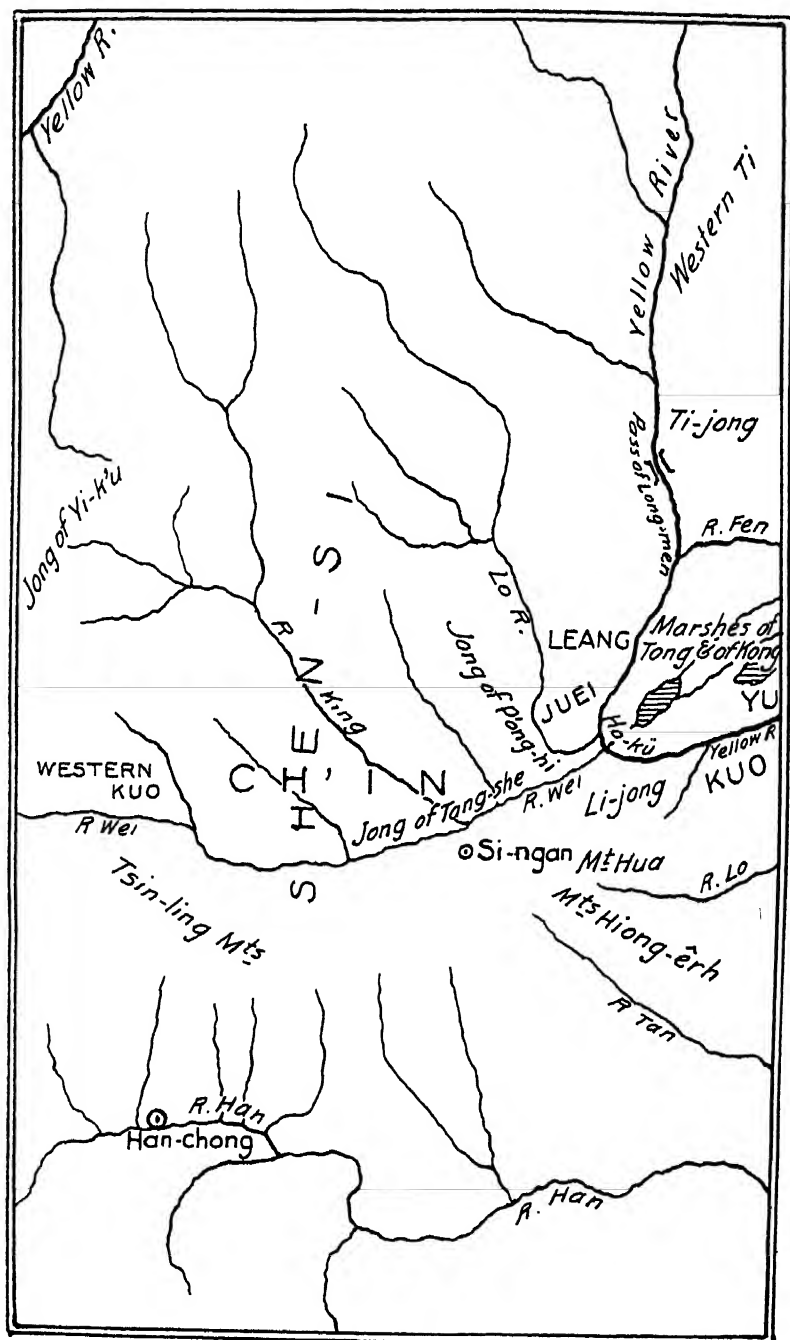 Yellow R.
Yellow River
Western Ti
Ti-jong
Pass of Long-men
R. Fen
Jong of Yi-k'u
SHEN-SI
R King
Lo R.
Jong of P'ong-hi
LEANG
Marshes of
Tong & of Kong
JUEI
YU
Ho-kü
Yellow R
KUO
WESTERN
KUO
CH'IN
R Wei
Jong of Tang-she
R. Wei
Li-jong
Si-ngan
Mt Hua
R. Lo
Tsin-ling Mts
Mts Hiong-êrh
R Tan
R. Han
Han-chong
R. Han